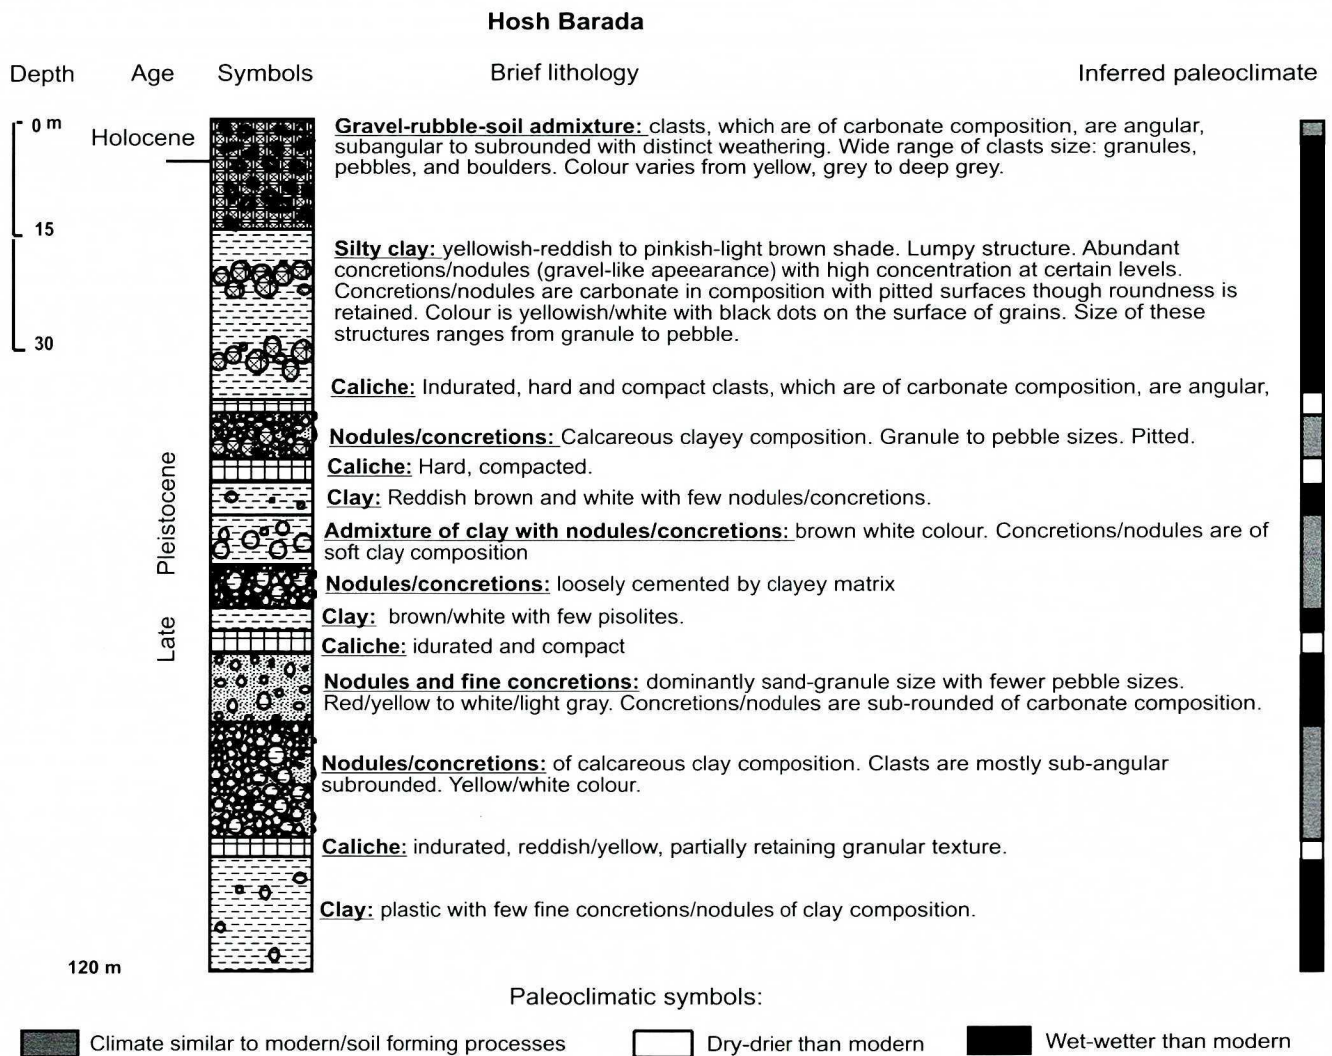 Hosh Barada
Depth Age Symbols Brief lithology Inferred paleoclimate
0 m
Holocene
Gravel-rubble-soil admixture: clasts, which are of carbonate composition, are angular,
subangular to subrounded with distinct weathering. Wide range of clasts size: granules,
pebbles, and boulders. Colour varies from yellow, grey to deep grey.
15
Silty clay: yellowish-reddish to pinkish-light brown shade. Lumpy structure. Abundant
concretions/nodules (gravel-like apeearance) with high concentration at certain levels.
Concretions/nodules are carbonate in composition with pitted surfaces though roundness is
retained. Colour is yellowish/white with black dots on the surface of grains. Size of these
structures ranges from granule to pebble.
30
Caliche: Indurated, hard and compact clasts, which are of carbonate composition, are angular,
Nodules/concretions: Calcareous clayey composition. Granule to pebble sizes. Pitted.
Caliche: Hard, compacted.
Clay: Reddish brown and white with few nodules/concretions.
Late Pleistocene
Admixture of clay with nodules/concretions: brown white colour. Concretions/nodules are of
soft clay composition
Nodules/concretions: loosely cemented by clayey matrix
Clay: brown/white with few pisolites.
Caliche: idurated and compact
Nodules and fine concretions: dominantly sand-granule size with fewer pebble sizes.
Red/yellow to white/light gray. Concretions/nodules are sub-rounded of carbonate composition.
Nodules/concretions: of calcareous clay composition. Clasts are mostly sub-angular
subrounded. Yellow/white colour.
Caliche: indurated, reddish/yellow, partially retaining granular texture.
Clay: plastic with few fine concretions/nodules of clay composition.
120 m
Paleoclimatic symbols:
Climate similar to modern/soil forming processes Dry-drier than modern Wet-wetter than modern